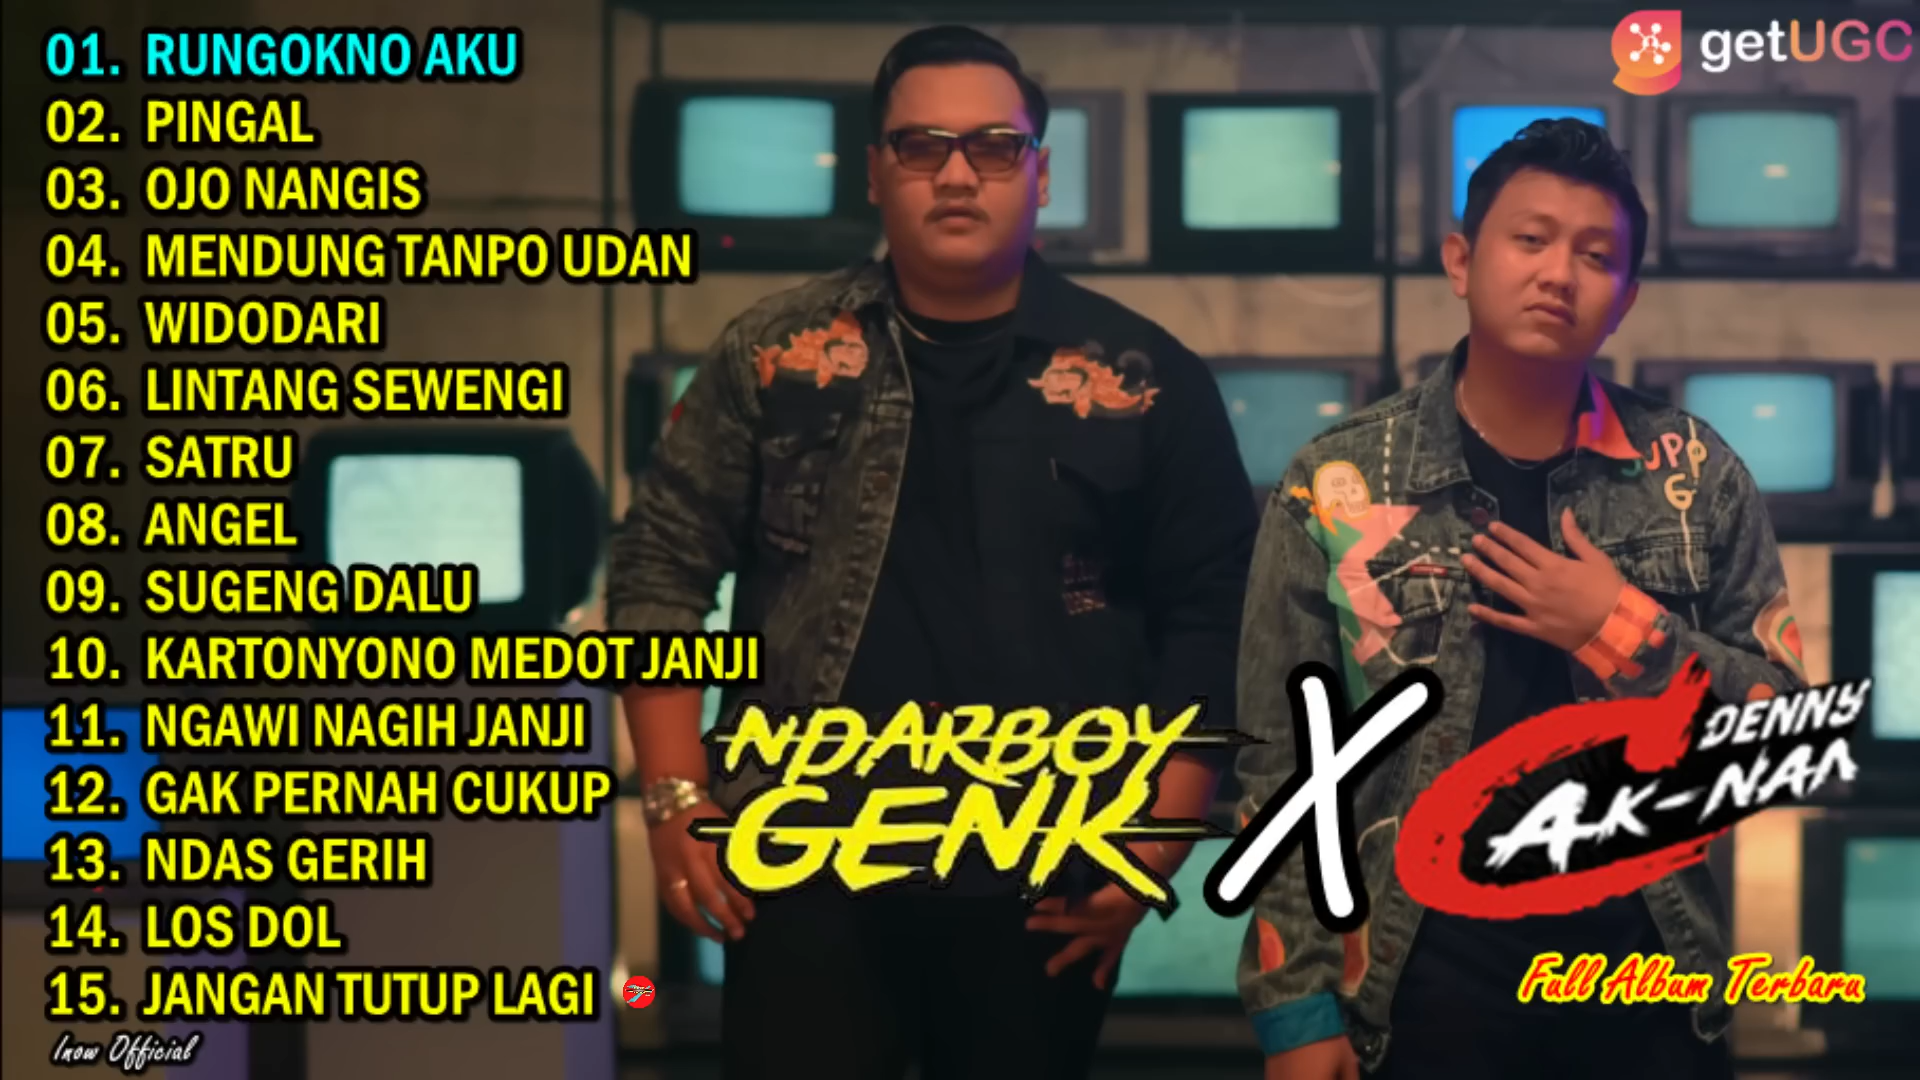 01. RUNGOKNO AKU
02. PINGAL
03. OJO NANGIS
04. MENDUNG TANPO UDAN
05. WIDODARI
06. LINTANG SEWENGI
07. SATRU
08. ANGEL
09. SUGENG DALU
10. KARTONYONO MEDOT JANJI
11. NGAWI NAGIH JANJI
12. GAK PERNAH CUKUP
13. NDAS GERIH
14. LOS DOL
15. JANGAN TUTUP LAGI
Inow Official
getUGC
NDARBOY
GENK
X
DENNY
CAK-NAN
Full Album Terbaru